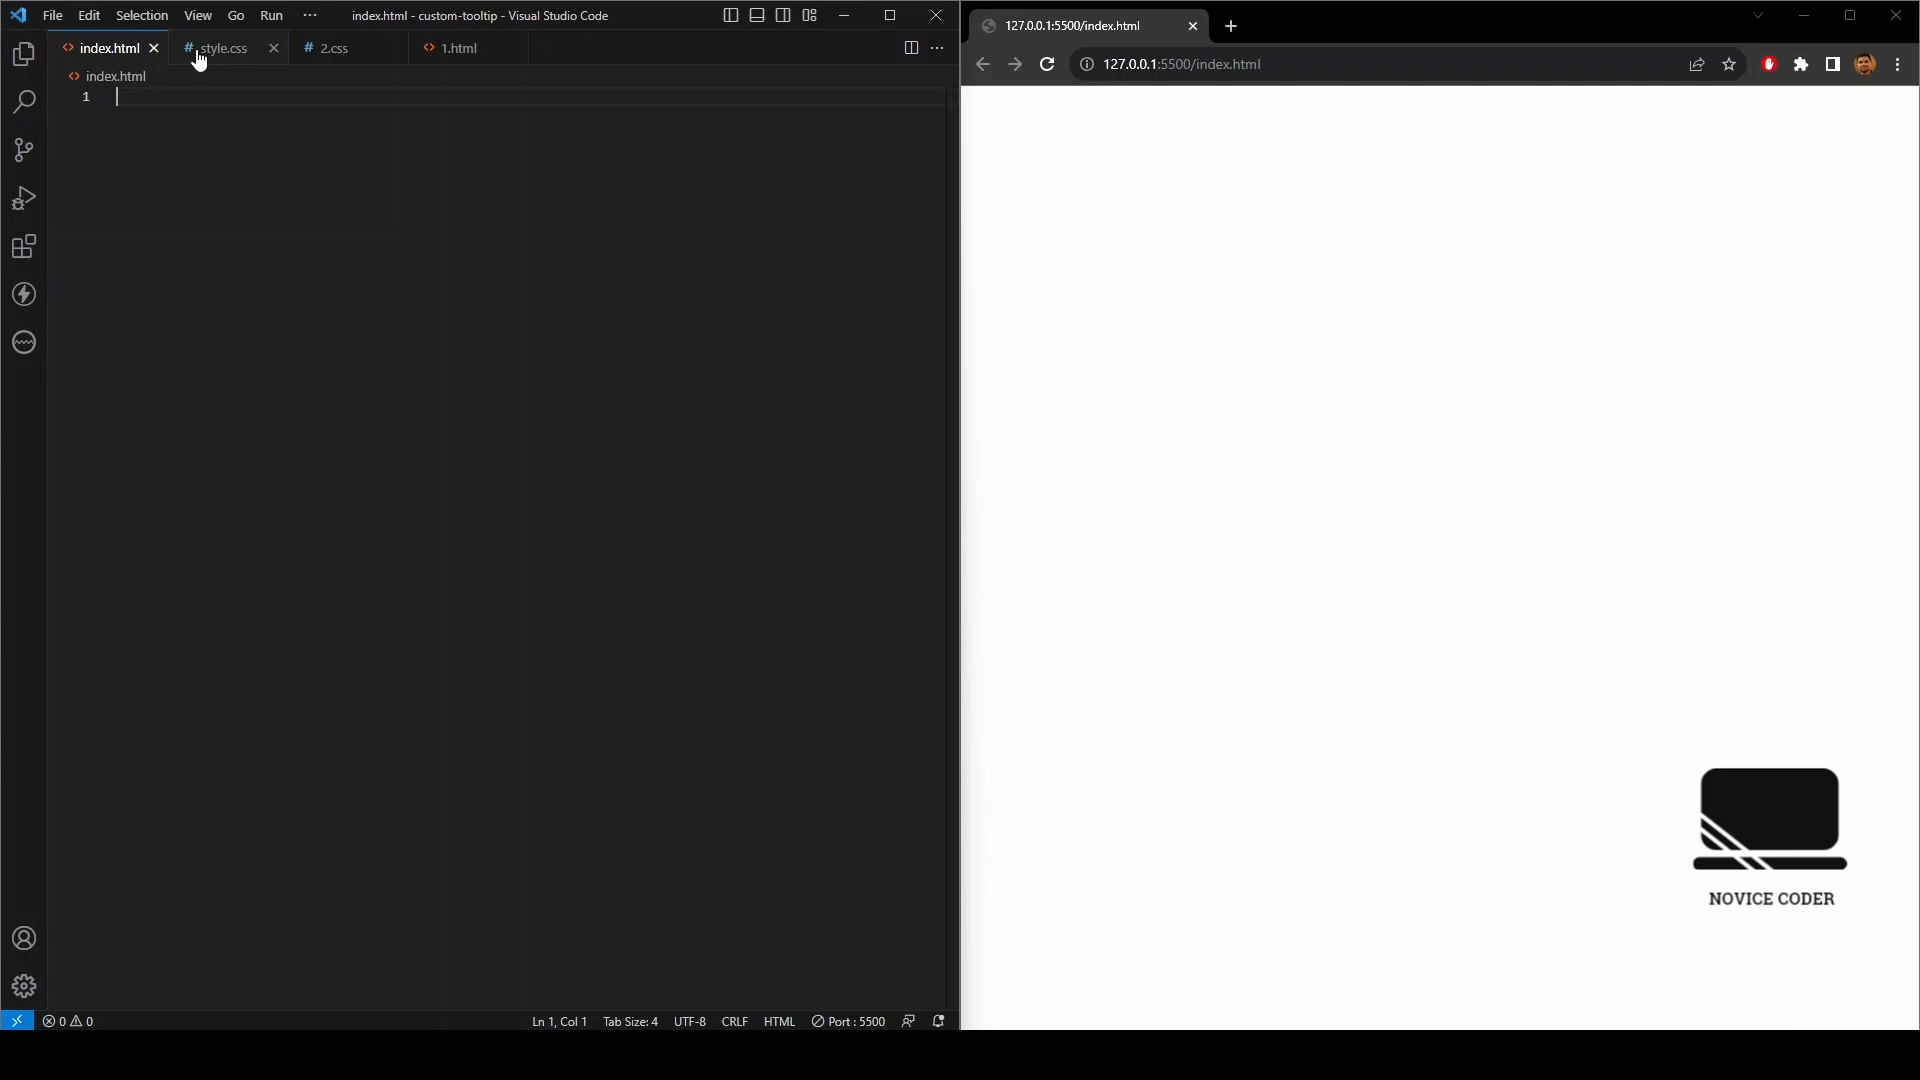 File Edit Selection View Go Run ··· index.html - custom-tooltip - Visual Studio Code
index.html style.css 2.css 1.html
index.html
1
0 0 Ln 1, Col 1 Tab Size: 4 UTF-8 CRLF HTML Port : 5500
127.0.0.1:5500/index.html
127.0.0.1:5500/index.html
NOVICE CODER